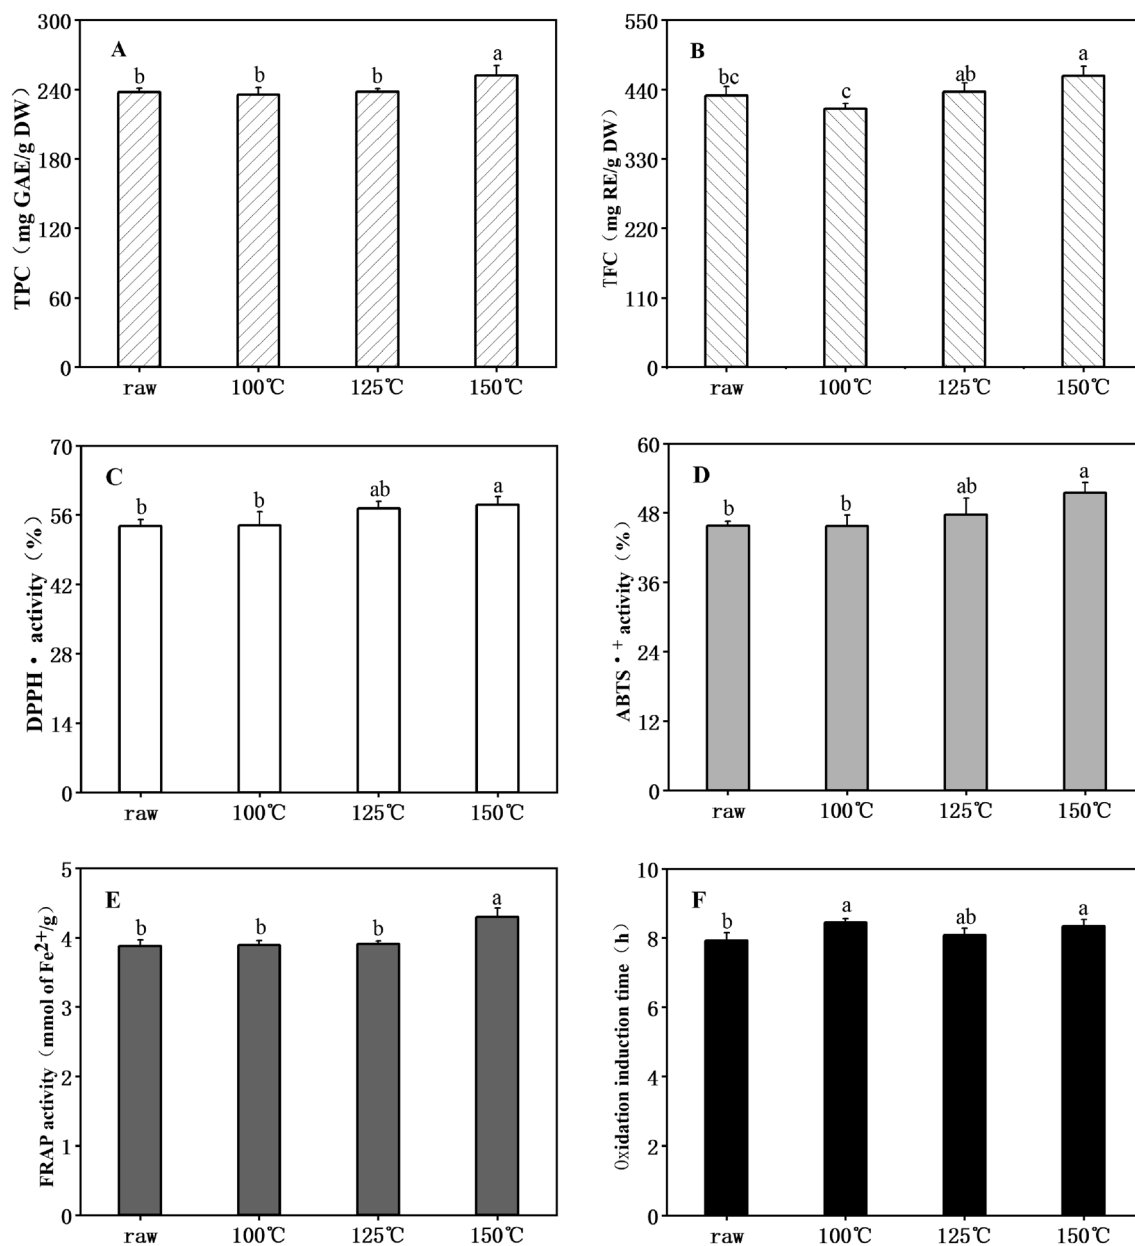 A
TPC（mg GAE/g DW）
300
240
180
120
60
0
b
b
b
a
raw 100℃ 125℃ 150℃
B
TFC（mg RE/g DW）
550
440
330
220
110
0
bc
c
ab
a
raw 100℃ 125℃ 150℃
C
DPPH• activity（%）
70
56
42
28
14
0
b
b
ab
a
raw 100℃ 125℃ 150℃
D
ABTS•+ activity（%）
60
48
36
24
12
0
b
b
ab
a
raw 100℃ 125℃ 150℃
E
FRAP activity（mmol of Fe²⁺/g）
5
4
3
2
1
0
b
b
b
a
raw 100℃ 125℃ 150℃
F
Oxidation induction time（h）
10
8
6
4
2
0
b
a
ab
a
raw 100℃ 125℃ 150℃